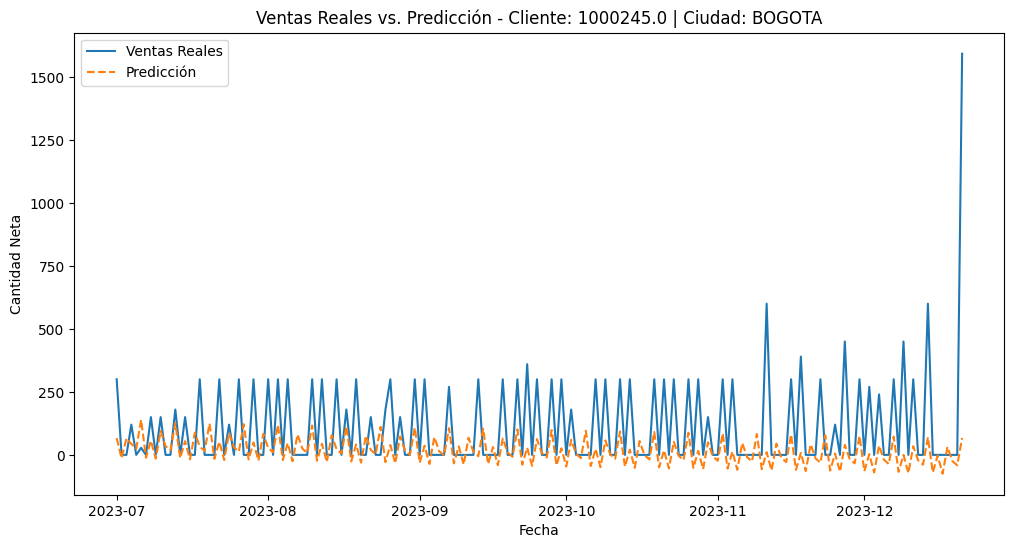 Ventas Reales vs. Predicción - Cliente: 1000245.0 | Ciudad: BOGOTA
Ventas Reales
Predicción
1500
1250
1000
750
500
250
0
Cantidad Neta
2023-07
2023-08
2023-09
2023-10
2023-11
2023-12
Fecha